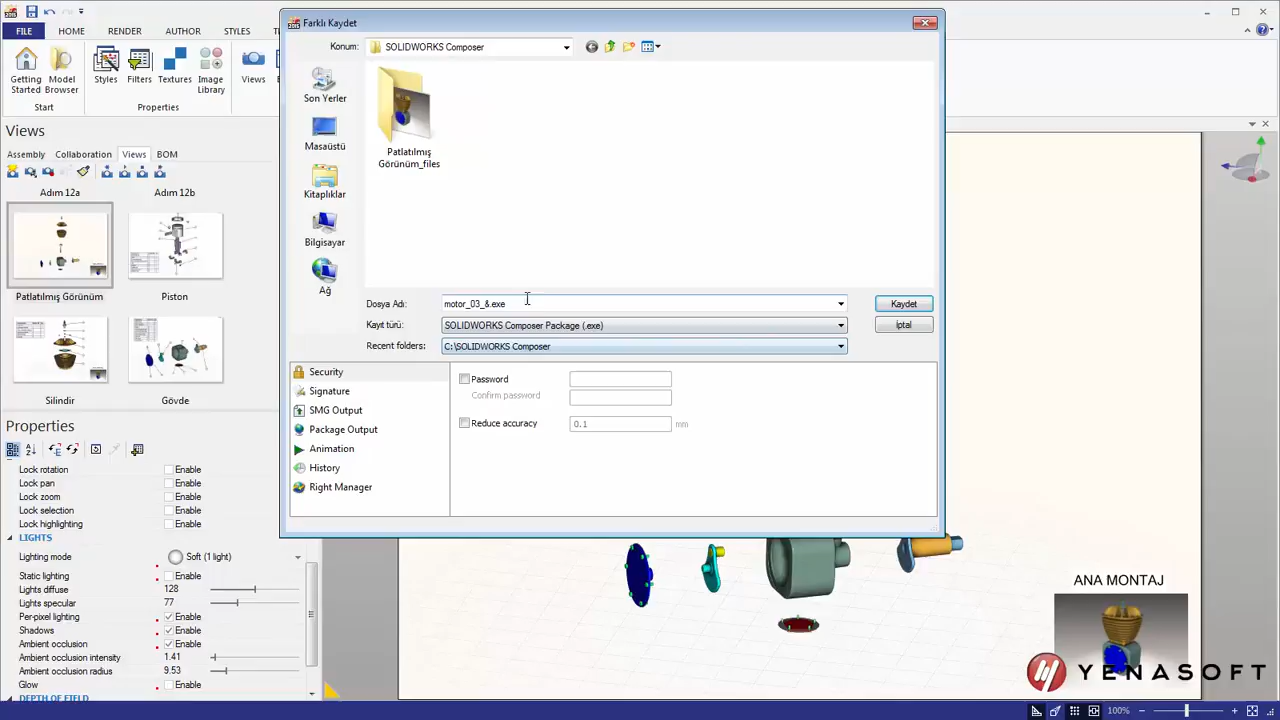 Farklı Kaydet
FILE HOME RENDER AUTHOR STYLES
Konum: SOLIDWORKS Composer
Getting Started
Model Browser
Styles
Filters
Textures
Image Library
Views
Start
Properties
Son Yerler
Masaüstü
Kitaplıklar
Bilgisayar
Ağ
Patlatılmış
Görünüm_files
Views
Assembly Collaboration Views BOM
Adım 12a Adım 12b
Patlatılmış Görünüm Piston
Silindir Gövde
Dosya Adı: motor_03_&.exe Kaydet
Kayıt türü: SOLIDWORKS Composer Package (.exe) İptal
Recent folders: C:\SOLIDWORKS Composer
Security
Signature
SMG Output
Package Output
Animation
History
Right Manager
Password
Confirm password
Reduce accuracy 0.1 mm
Properties
Lock rotation Enable
Lock pan Enable
Lock zoom Enable
Lock selection Enable
Lock highlighting Enable
LIGHTS
Lighting mode Soft (1 light)
Static lighting Enable
Lights diffuse 128
Lights specular 77
Per-pixel lighting Enable
Shadows Enable
Ambient occlusion Enable
Ambient occlusion intensity 1.41
Ambient occlusion radius 9.53
Glow Enable
DEPTH OF FIELD
ANA MONTAJ
YENASOFT
100%